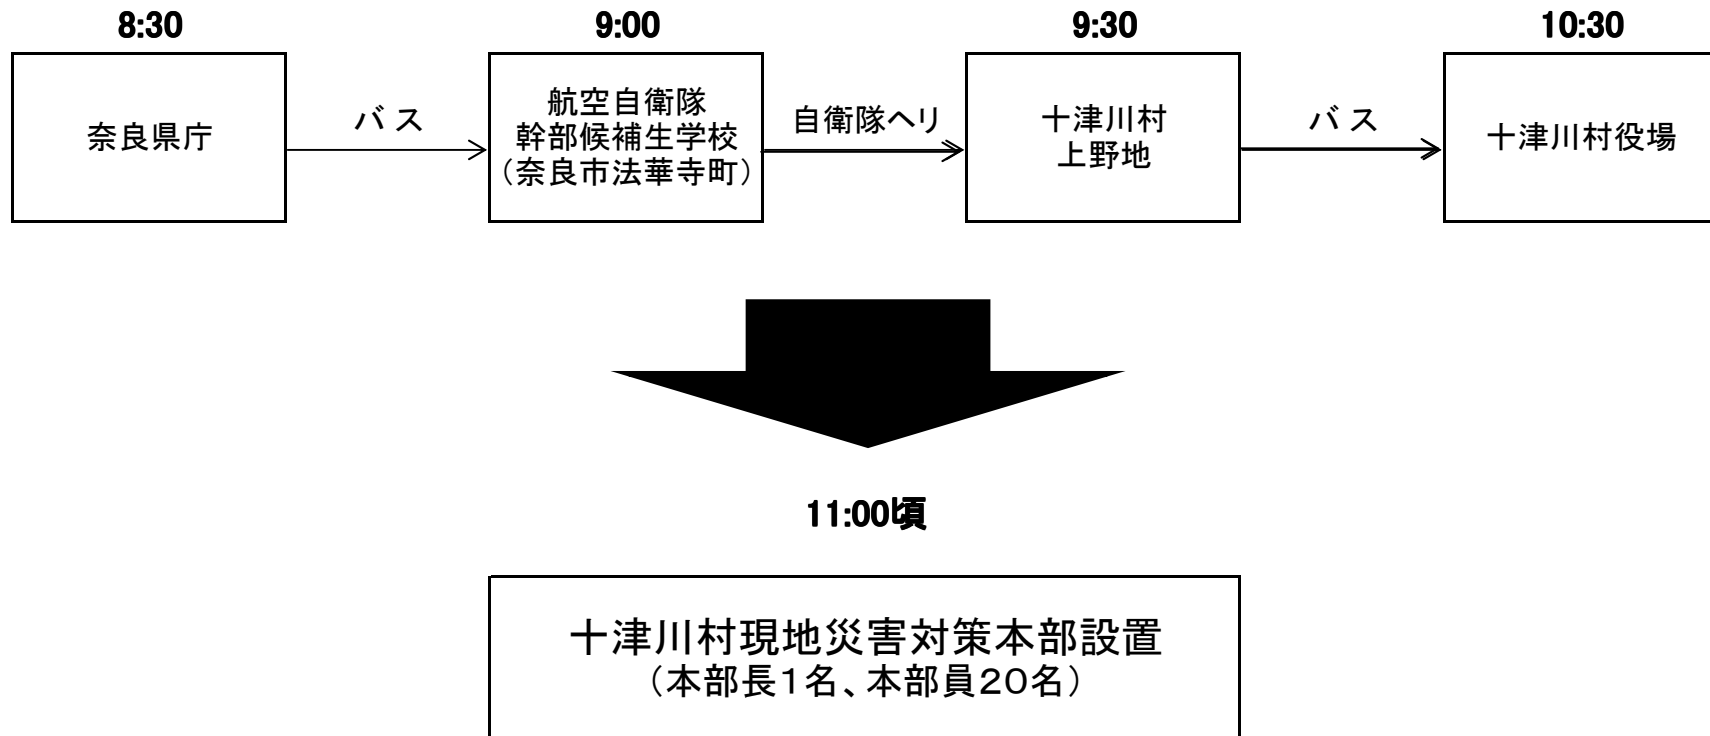 8:30
9:00
9:30
10:30
奈良県庁
バス
航空自衛隊
幹部候補生学校
(奈良市法華寺町)
自衛隊ヘリ
十津川村
上野地
バス
十津川村役場
11:00頃
十津川村現地災害対策本部設置
(本部長1名、本部員20名)